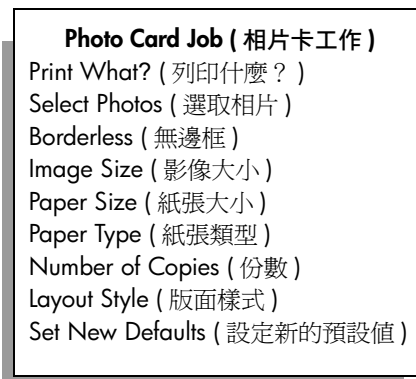 Photo Card Job ( 相片卡工作 )
Print What? ( 列印什麼？ )
Select Photos ( 選取相片 )
Borderless ( 無邊框 )
Image Size ( 影像大小 )
Paper Size ( 紙張大小 )
Paper Type ( 紙張類型 )
Number of Copies ( 份數 )
Layout Style ( 版面樣式 )
Set New Defaults ( 設定新的預設值 )